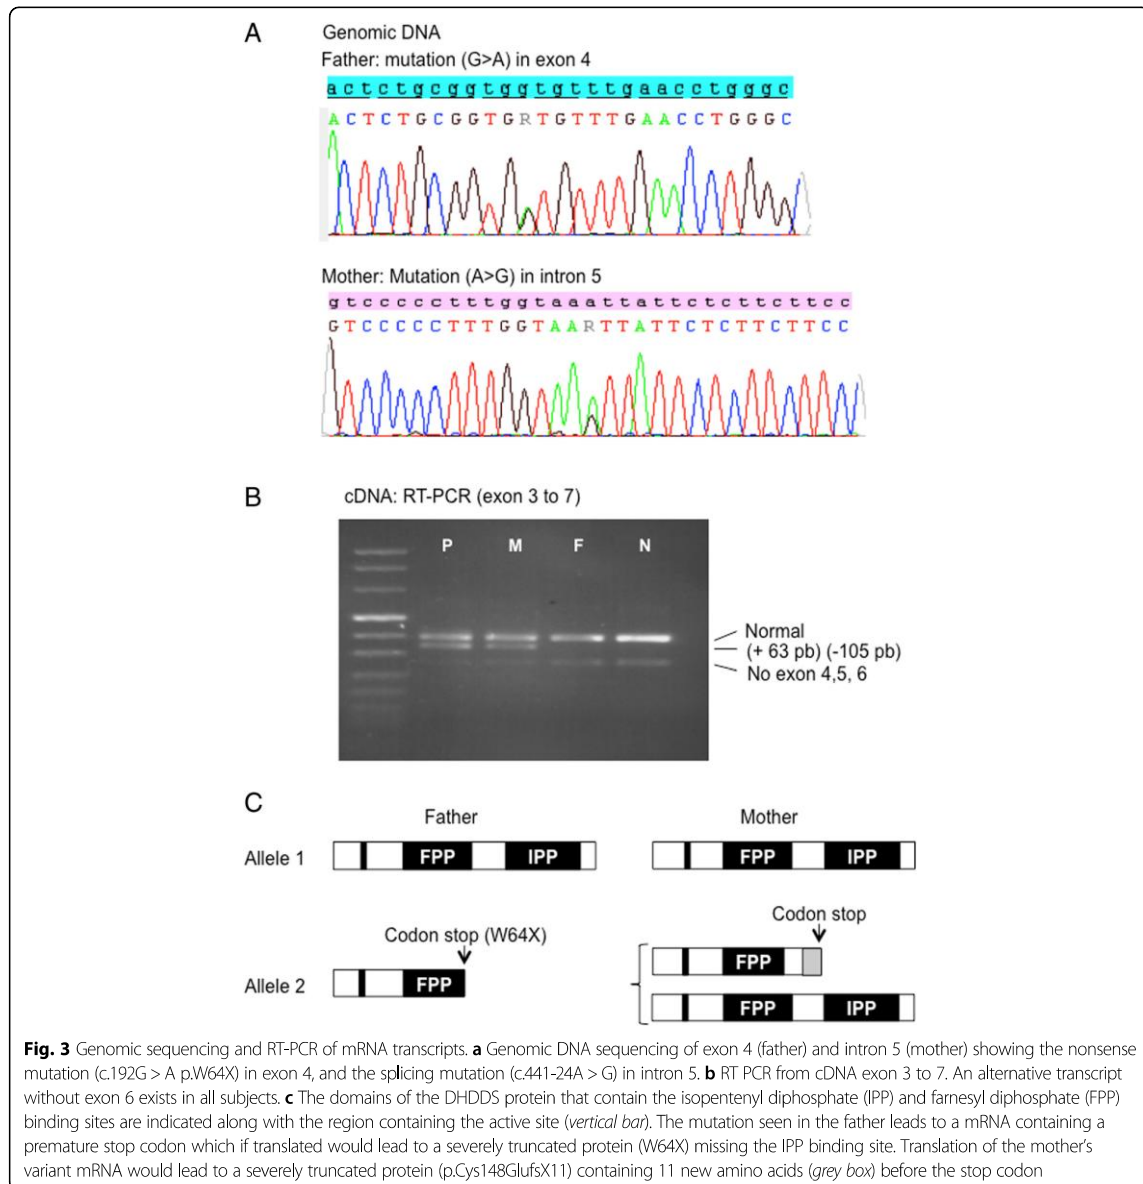 A
Genomic DNA
Father: mutation (G>A) in exon 4
actctgcggtggtgtttgaacctgggc
ACTCTGCGGTGRTGTTTGAACCTGGGC
Mother: Mutation (A>G) in intron 5
gtcccccctttggtaaattattctcttcttcc
GTCCCCCTTTGGTAARTTATTCTCTTCTTCC
B
cDNA: RT-PCR (exon 3 to 7)
P M F N
Normal
(+ 63 pb) (-105 pb)
No exon 4,5, 6
C
Father Mother
Allele 1 FPP IPP FPP IPP
Codon stop
Codon stop (W64X)
FPP
Allele 2 FPP
FPP IPP
Fig. 3 Genomic sequencing and RT-PCR of mRNA transcripts. a Genomic DNA sequencing of exon 4 (father) and intron 5 (mother) showing the nonsense
mutation (c.192G > A p.W64X) in exon 4, and the splicing mutation (c.441-24A > G) in intron 5. b RT PCR from cDNA exon 3 to 7. An alternative transcript
without exon 6 exists in all subjects. c The domains of the DHDDS protein that contain the isopentenyl diphosphate (IPP) and farnesyl diphosphate (FPP)
binding sites are indicated along with the region containing the active site (vertical bar). The mutation seen in the father leads to a mRNA containing a
premature stop codon which if translated would lead to a severely truncated protein (W64X) missing the IPP binding site. Translation of the mother's
variant mRNA would lead to a severely truncated protein (p.Cys148GlufsX11) containing 11 new amino acids (grey box) before the stop codon